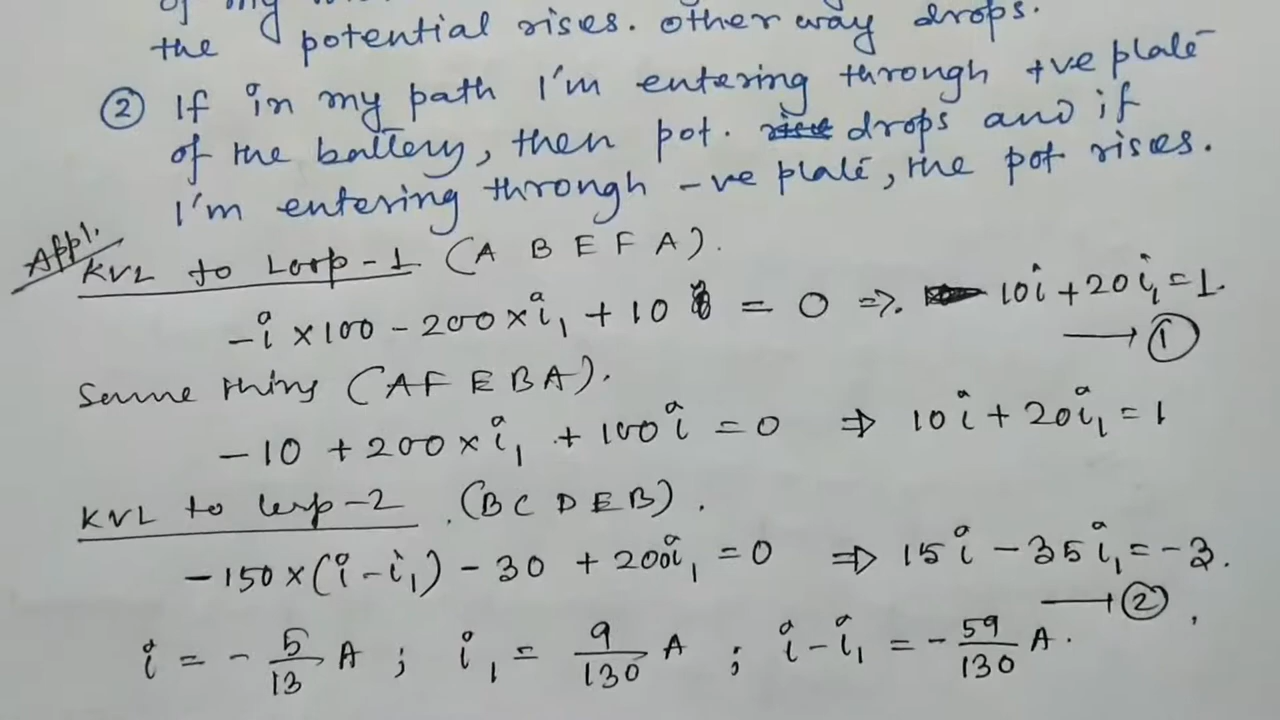 of my
the potential rises. other way drops.
② If in my path I'm entering through +ve plate
of the battery, then pot. drops and if
I'm entering through -ve plate, the pot rises.
Appl.
KVL to Loop-1 (A B E F A).
-i × 100 - 200 × i₁ + 10 = 0 ⇒ 10i + 20i₁ = 1.
→ ①
Same thing (AF E B A).
-10 + 200 × i₁ + 100i = 0 ⇒ 10i + 20i₁ = 1
KVL to loop-2 (B C D E B).
-150 × (i - i₁) - 30 + 200i₁ = 0 ⇒ 15i - 35i₁ = -3.
→ ②
i = - 5/13 A ; i₁ = 9/130 A ; i - i₁ = - 59/130 A.